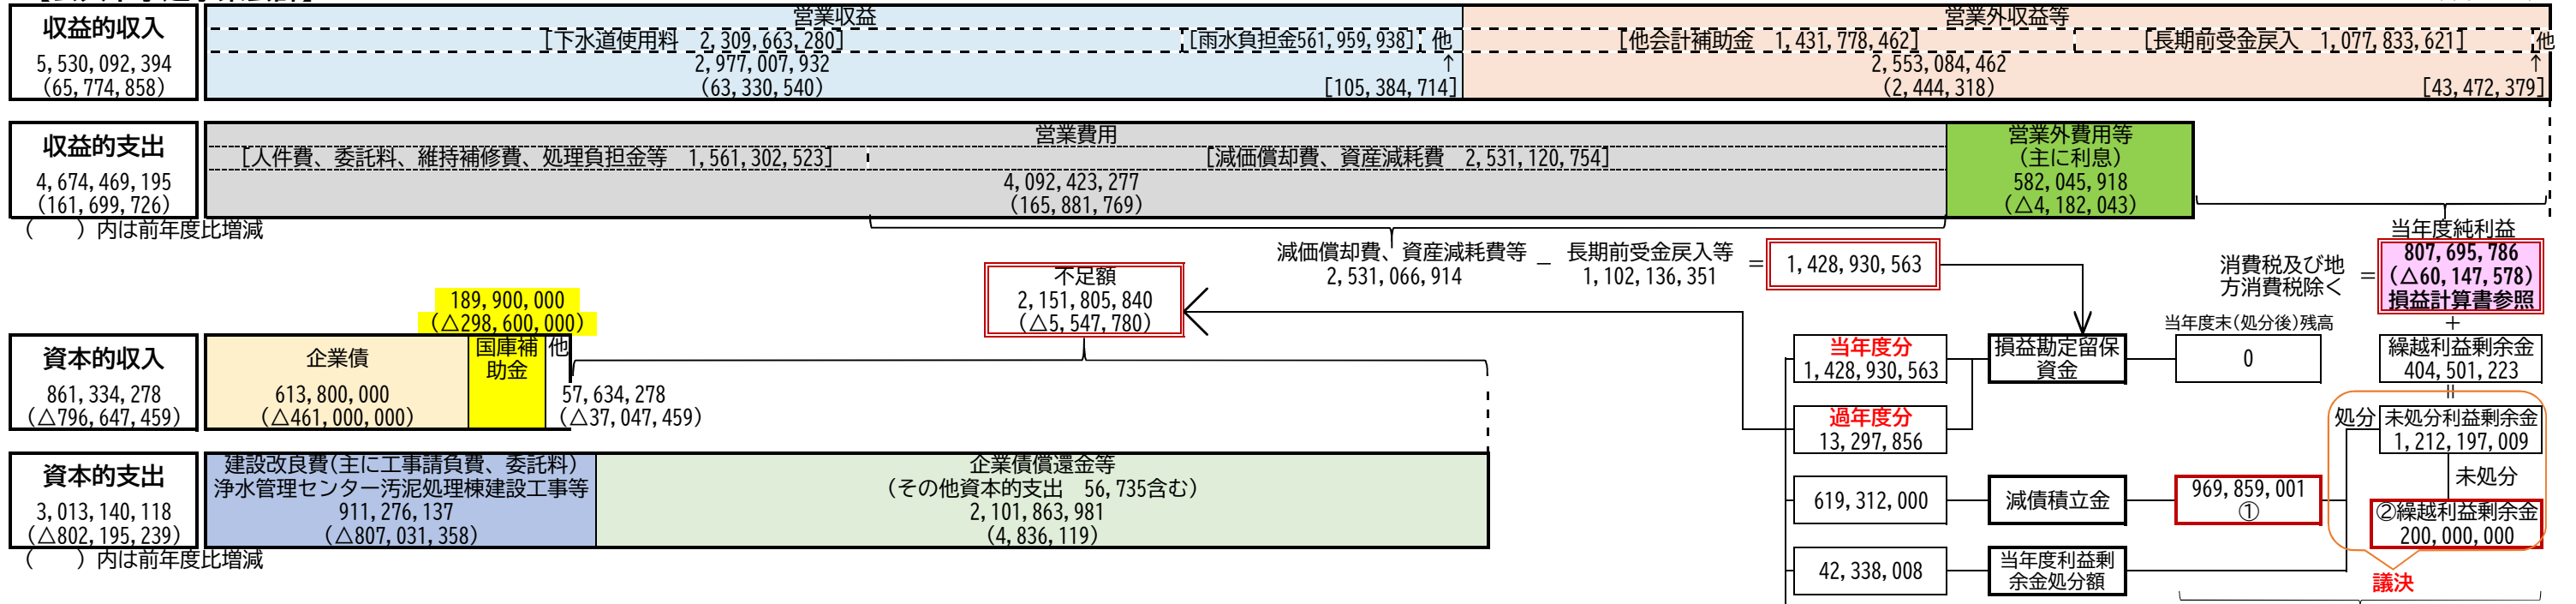 収益的収入
5,530,092,394
(65,774,858)
営業収益
[下水道使用料　2,309,663,280]
[雨水負担金561,959,938]
他
2,977,007,932
(63,330,540)
↑
[105,384,714]
営業外収益等
[他会計補助金　1,431,778,462]
[長期前受金戻入　1,077,833,621]
他
2,553,084,462
(2,444,318)
↑
[43,472,379]
収益的支出
4,674,469,195
(161,699,726)
営業費用
[人件費、委託料、維持補修費、処理負担金等　1,561,302,523]
[減価償却費、資産減耗費　2,531,120,754]
4,092,423,277
(165,881,769)
営業外費用等
(主に利息)
582,045,918
(△4,182,043)
(　　)内は前年度比増減
減価償却費、資産減耗費等
2,531,066,914
－
長期前受金戻入等
1,102,136,351
＝
1,428,930,563
消費税及び地
方消費税除く
＝
当年度純利益
807,695,786
(△60,147,578)
損益計算書参照
＋
繰越利益剰余金
404,501,223
＝
未処分利益剰余金
1,212,197,009
処分
未処分
②繰越利益剰余金
200,000,000
議決
不足額
2,151,805,840
(△5,547,780)
189,900,000
(△298,600,000)
資本的収入
861,334,278
(△796,647,459)
企業債
613,800,000
(△461,000,000)
国庫補
助金
他
57,634,278
(△37,047,459)
当年度分
1,428,930,563
過年度分
13,297,856
損益勘定留保
資金
当年度末(処分後)残高
0
資本的支出
3,013,140,118
(△802,195,239)
建設改良費(主に工事請負費、委託料)
浄水管理センター汚泥処理棟建設工事等
911,276,137
(△807,031,358)
企業債償還金等
(その他資本的支出　56,735含む)
2,101,863,981
(4,836,119)
(　　)内は前年度比増減
619,312,000
減債積立金
969,859,001
①
42,338,008
当年度利益剰
余金処分額